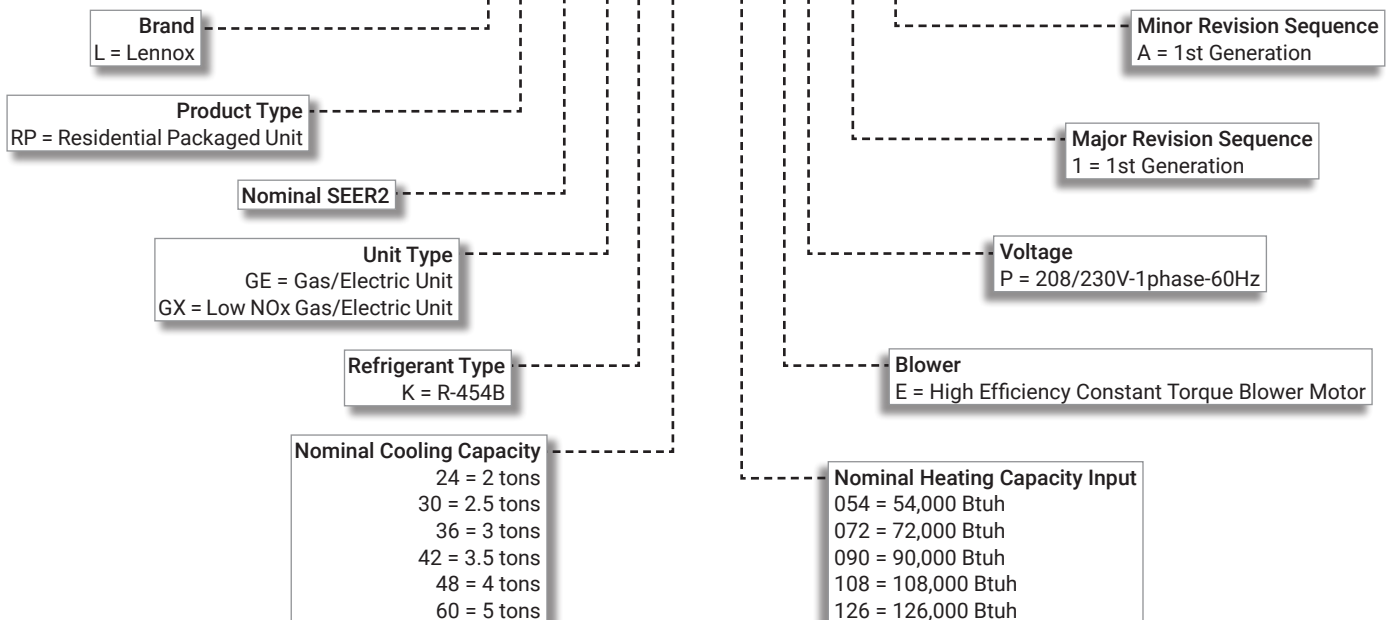 Brand
L = Lennox
Product Type
RP = Residential Packaged Unit
Nominal SEER2
Unit Type
GE = Gas/Electric Unit
GX = Low NOx Gas/Electric Unit
Refrigerant Type
K = R-454B
Nominal Cooling Capacity
24 = 2 tons
30 = 2.5 tons
36 = 3 tons
42 = 3.5 tons
48 = 4 tons
60 = 5 tons
Minor Revision Sequence
A = 1st Generation
Major Revision Sequence
1 = 1st Generation
Voltage
P = 208/230V-1phase-60Hz
Blower
E = High Efficiency Constant Torque Blower Motor
Nominal Heating Capacity Input
054 = 54,000 Btuh
072 = 72,000 Btuh
090 = 90,000 Btuh
108 = 108,000 Btuh
126 = 126,000 Btuh